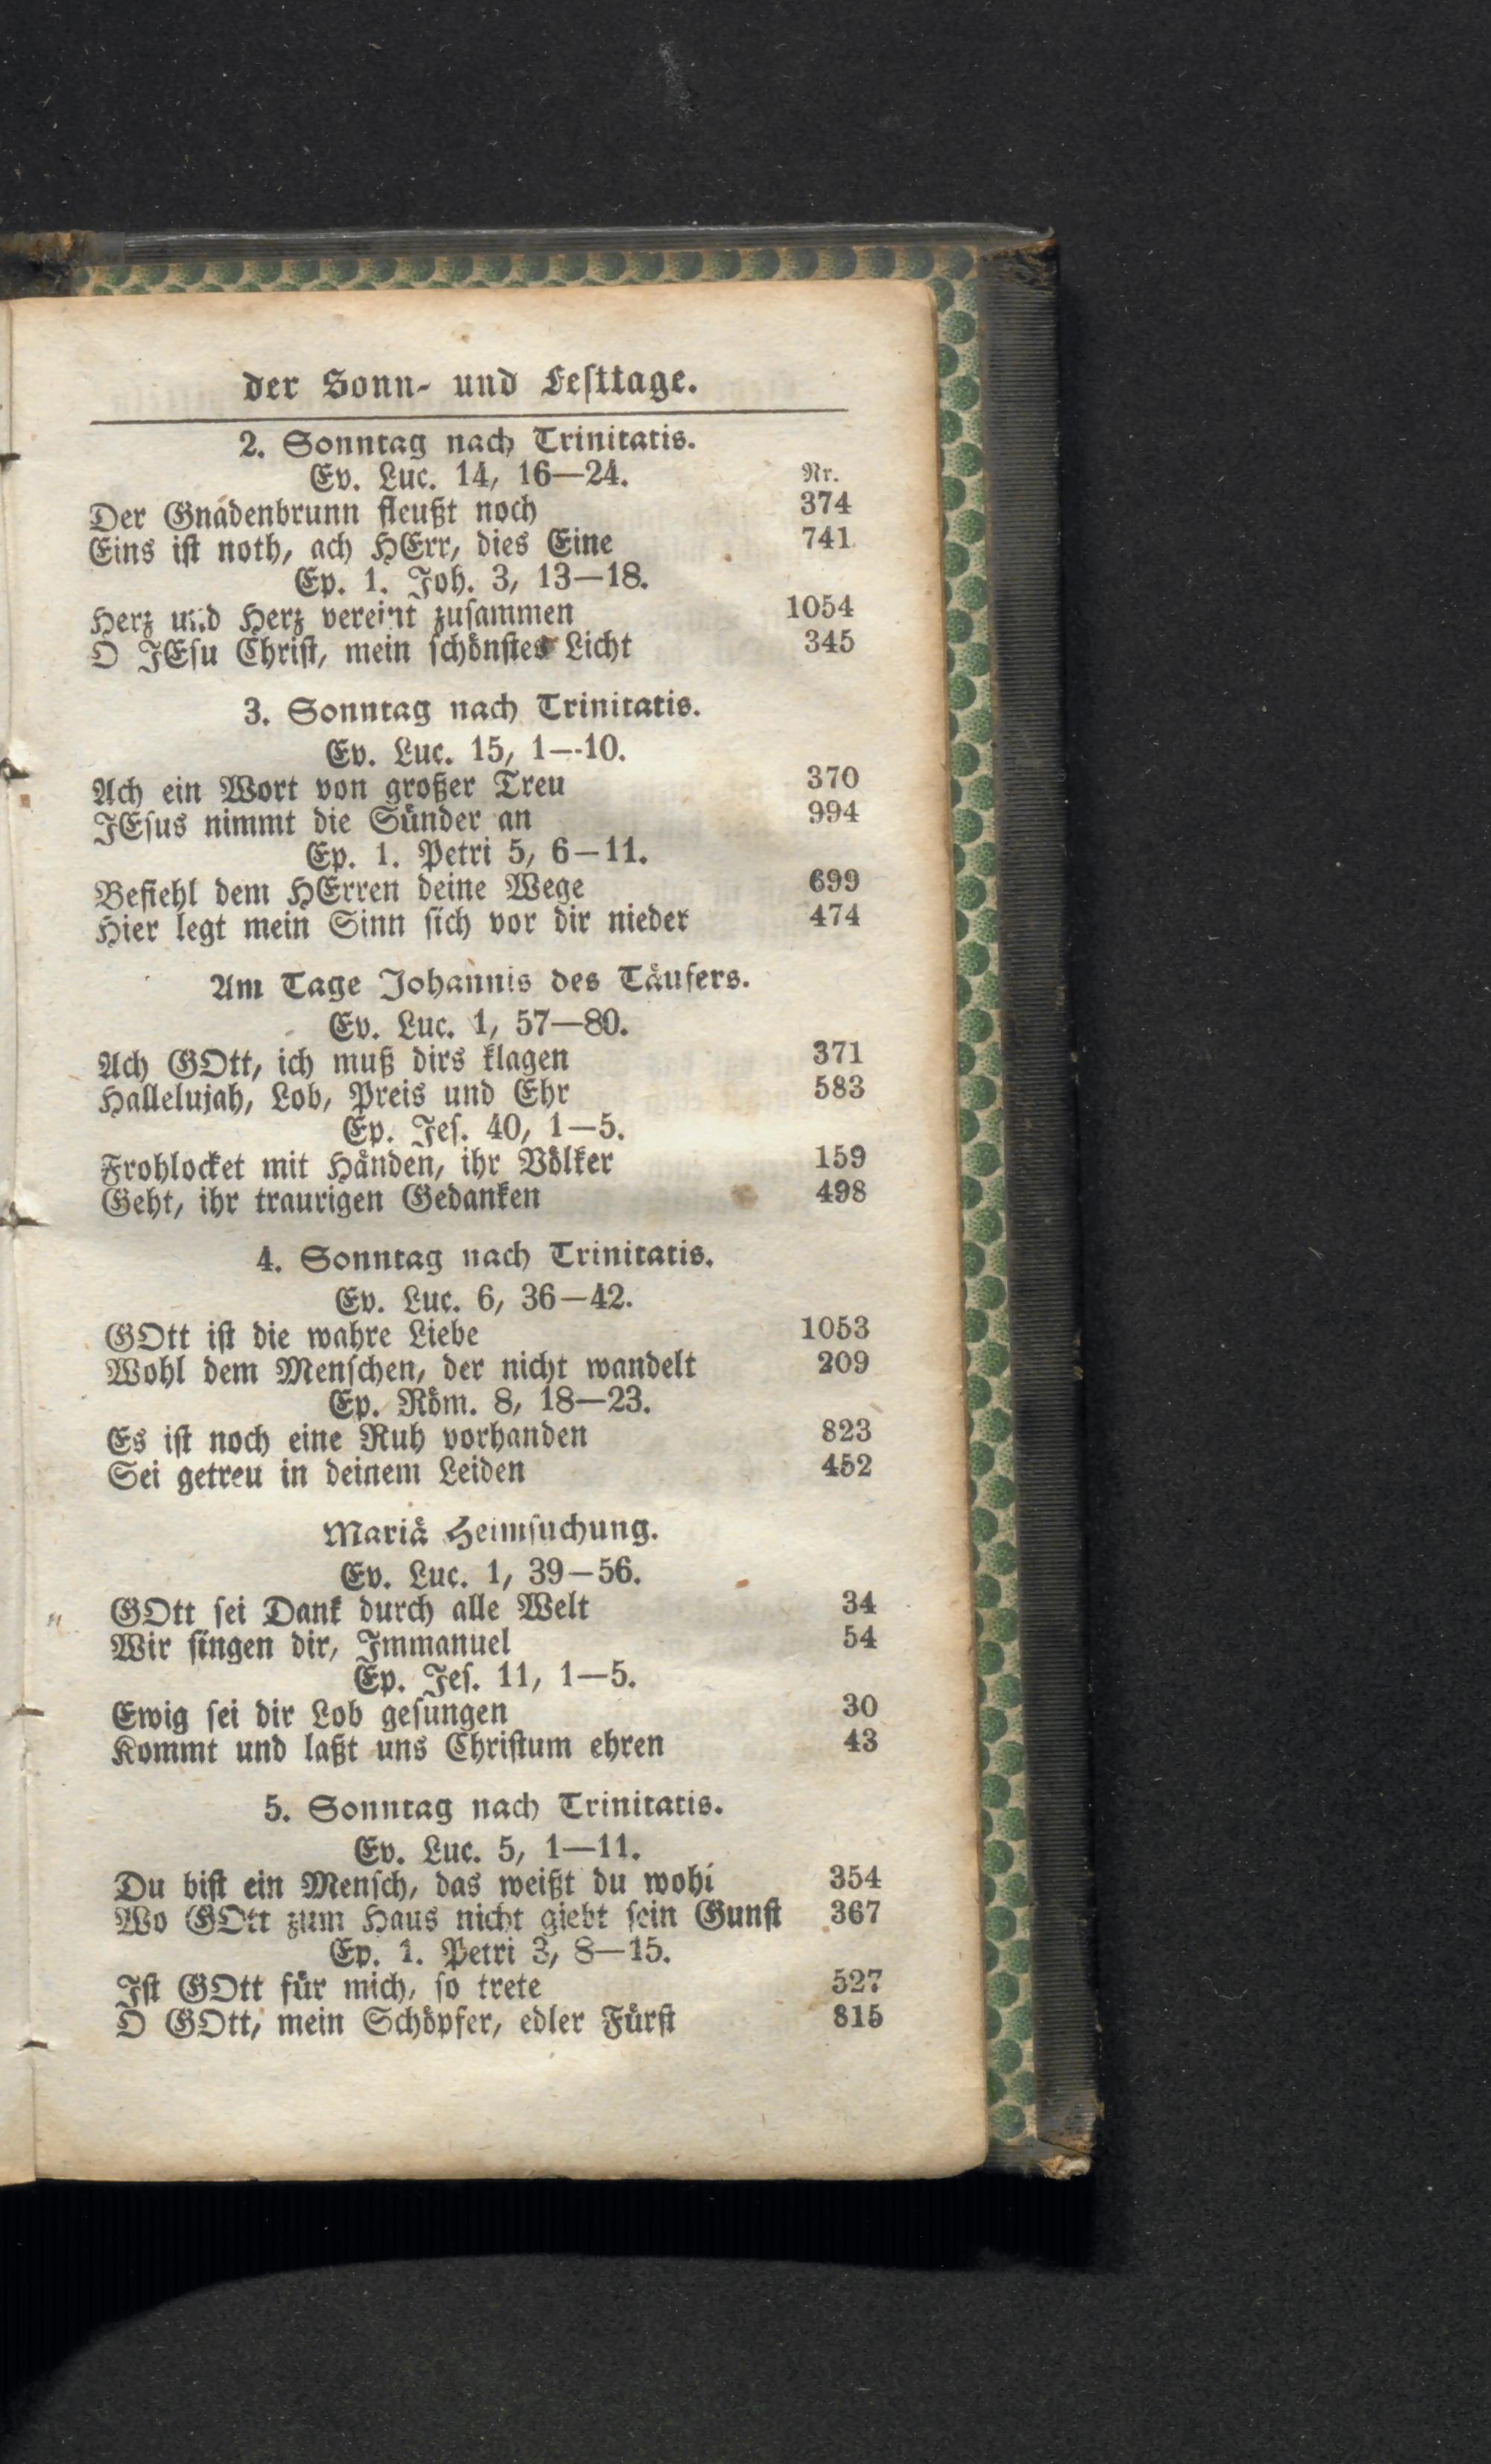 der Sonn- und Festtage.
2. Sonntag nach Trinitatis.
Ev. Luc. 14, 16—24. Nr.
Der Gnadenbrunn fleußt noch 374
Eins ist noth, ach HErr, dies Eine 741
Ep. 1. Joh. 3, 13—18.
Herz und Herz vereint zusammen 1054
O JEsu Christ, mein schönstes Licht 345
3. Sonntag nach Trinitatis.
Ev. Luc. 15, 1—10.
Ach ein Wort von großer Treu 370
JEsus nimmt die Sünder an 994
Ep. 1. Petri 5, 6—11.
Befiehl dem HErren deine Wege 699
Hier legt mein Sinn sich vor dir nieder 474
Am Tage Johannis des Täufers.
Ev. Luc. 1, 57—80.
Ach GOtt, ich muß dirs klagen 371
Hallelujah, Lob, Preis und Ehr 583
Ep. Jes. 40, 1—5.
Frohlocket mit Händen, ihr Völker 159
Geht, ihr traurigen Gedanken 498
4. Sonntag nach Trinitatis.
Ev. Luc. 6, 36—42.
GOtt ist die wahre Liebe 1053
Wohl dem Menschen, der nicht wandelt 209
Ep. Röm. 8, 18—23.
Es ist noch eine Ruh vorhanden 823
Sei getreu in deinem Leiden 452
Mariä Heimsuchung.
Ev. Luc. 1, 39—56.
GOtt sei Dank durch alle Welt 34
Wir singen dir, Immanuel 54
Ep. Jes. 11, 1—5.
Ewig sei dir Lob gesungen 30
Kommt und laßt uns Christum ehren 43
5. Sonntag nach Trinitatis.
Ev. Luc. 5, 1—11.
Du bist ein Mensch, das weißt du wohl 354
Wo GOtt zum Haus nicht giebt sein Gunst 367
Ep. 1. Petri 3, 8—15.
Ist GOtt für mich, so trete 527
O GOtt, mein Schöpfer, edler Fürst 815